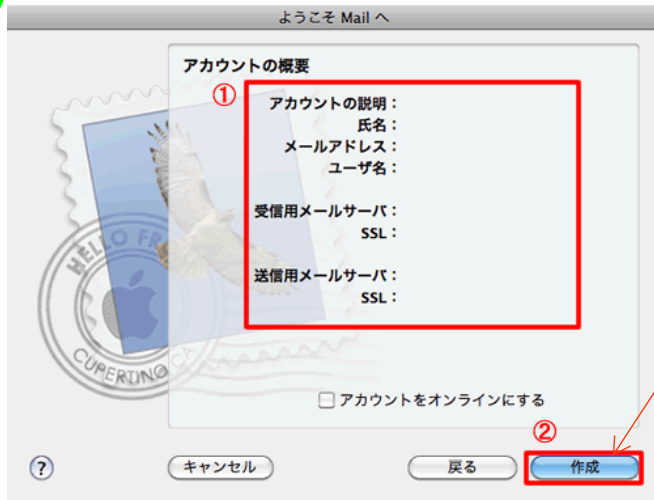 ようこそ Mail へ
アカウントの概要
①
アカウントの説明：
氏名：
メールアドレス：
ユーザ名：
受信用メールサーバ：
SSL：
送信用メールサーバ：
SSL：
HELLO FR
CUPERTINO CA
アカウントをオンラインにする
②
?
キャンセル
戻る
作成